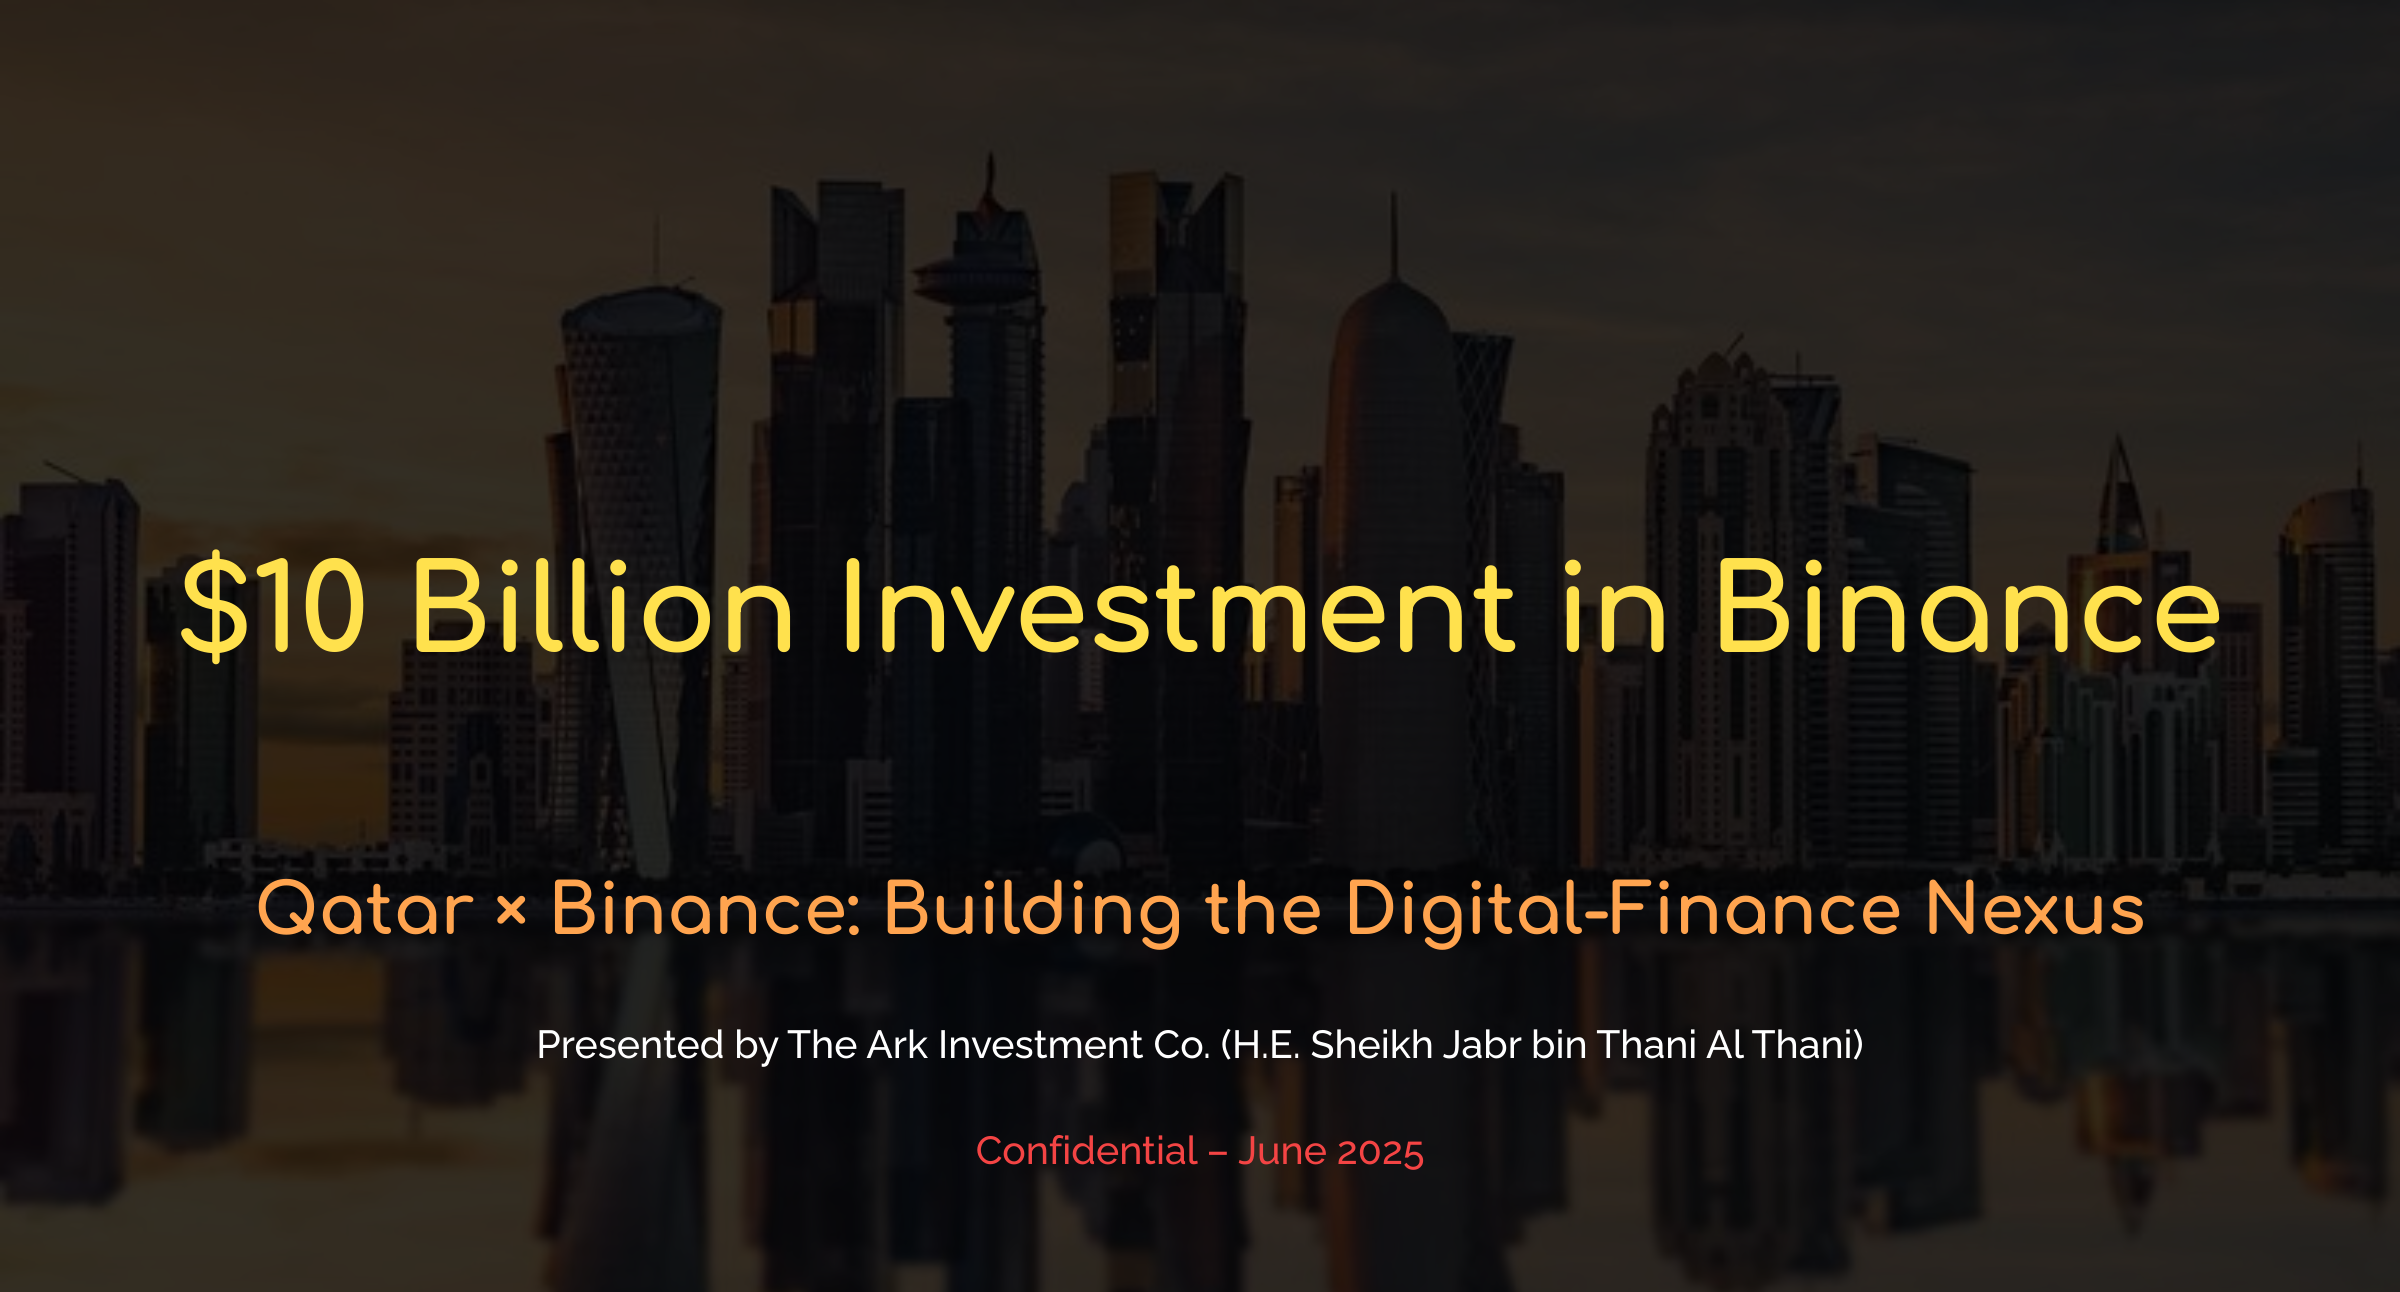 $10 Billion Investment in Binance
Qatar × Binance: Building the Digital-Finance Nexus
Presented by The Ark Investment Co. (H.E. Sheikh Jabr bin Thani Al Thani)
Confidential – June 2025